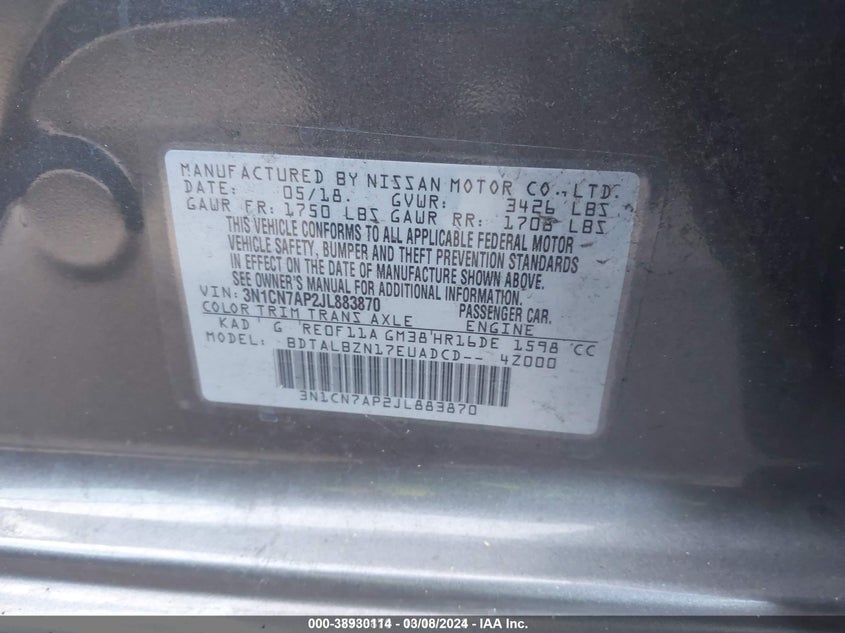 MANUFACTURED BY NISSAN MOTOR CO.,LTD.
DATE: 05/18. GVWR: 3426 LBS
GAWR FR: 1750 LBS GAWR RR: 1708 LBS
THIS VEHICLE CONFORMS TO ALL APPLICABLE FEDERAL MOTOR
VEHICLE SAFETY, BUMPER AND THEFT PREVENTION STANDARDS
IN EFFECT ON THE DATE OF MANUFACTURE SHOWN ABOVE.
SEE OWNER'S MANUAL FOR ADDITIONAL INFORMATION.
VIN: 3N1CN7AP2JL883870 PASSENGER CAR.
COLOR TRIM TRANS AXLE ENGINE
KAD G RE0F11A GM38 HR16DE 1598 CC
MODEL: BDTALBZN17EUADCD-- 4Z000
3N1CN7AP2JL883870
000-38930114 — 03/08/2024 — IAA Inc.